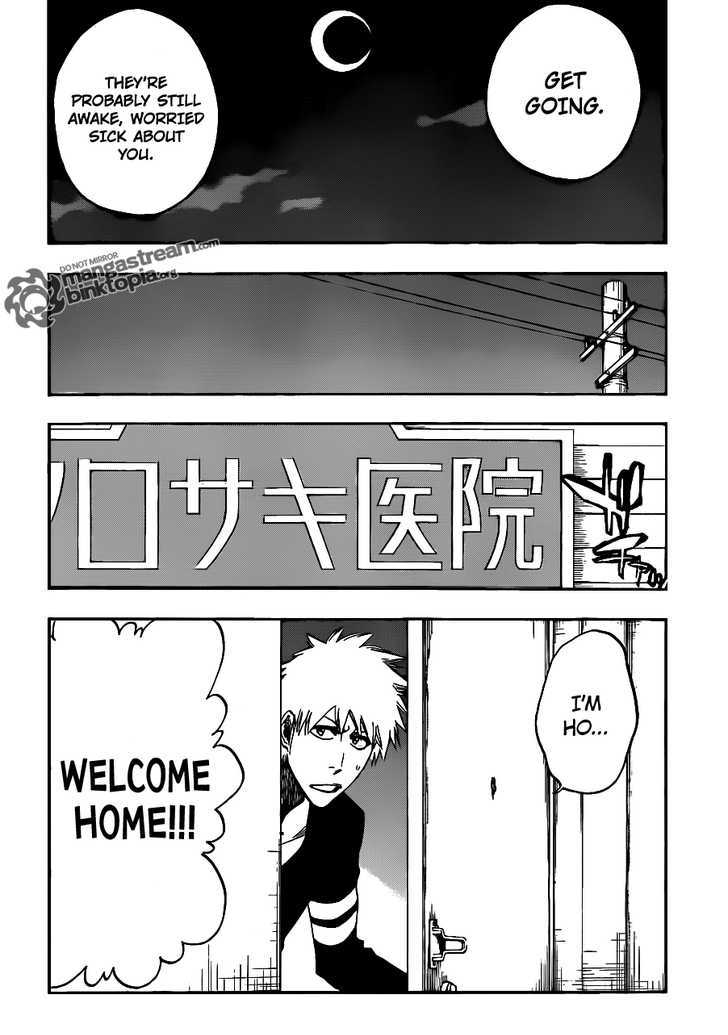 GET
GOING.
THEY'RE
PROBABLY STILL
AWAKE, WORRIED
SICK ABOUT
YOU.
DO NOT MIRROR
mangastream.com
binktopia.org
ロサキ医院
I'M
HO...
WELCOME
HOME!!!